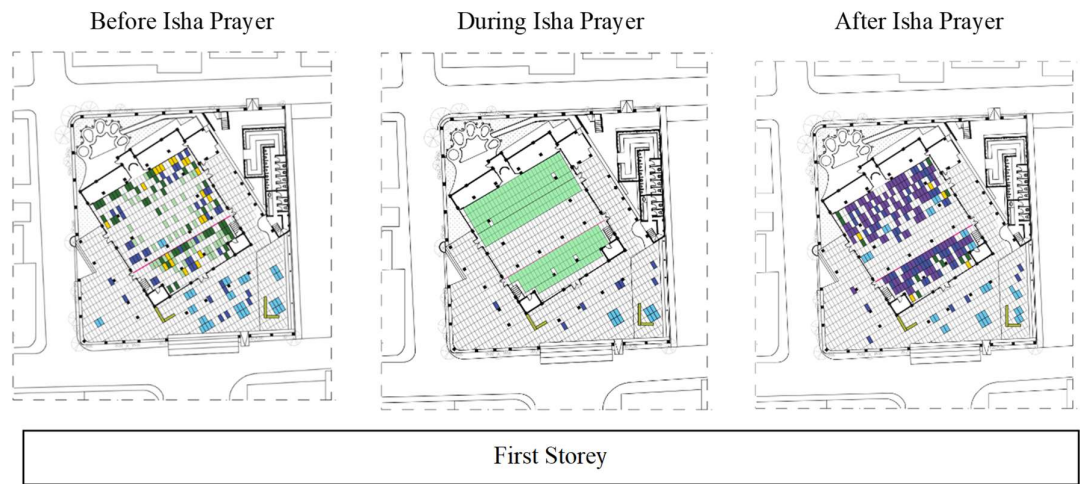 Before Isha Prayer
During Isha Prayer
After Isha Prayer
First Storey